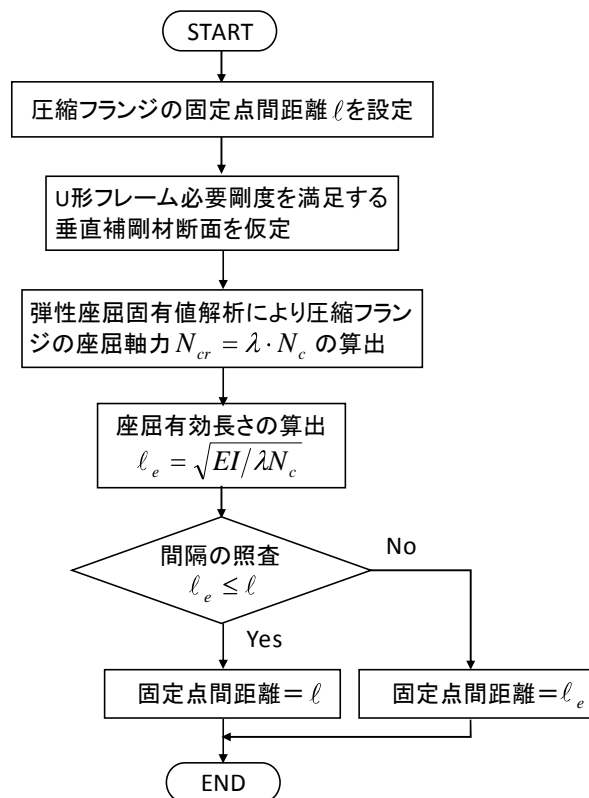 START
圧縮フランジの固定点間距離ℓを設定
U形フレーム必要剛度を満足する
垂直補剛材断面を仮定
弾性座屈固有値解析により圧縮フラン
ジの座屈軸力 N_cr = λ · N_c の算出
座屈有効長さの算出
ℓ_e = √(EI/λN_c)
間隔の照査
ℓ_e ≤ ℓ
No
Yes
固定点間距離＝ℓ
固定点間距離＝ℓ_e
END